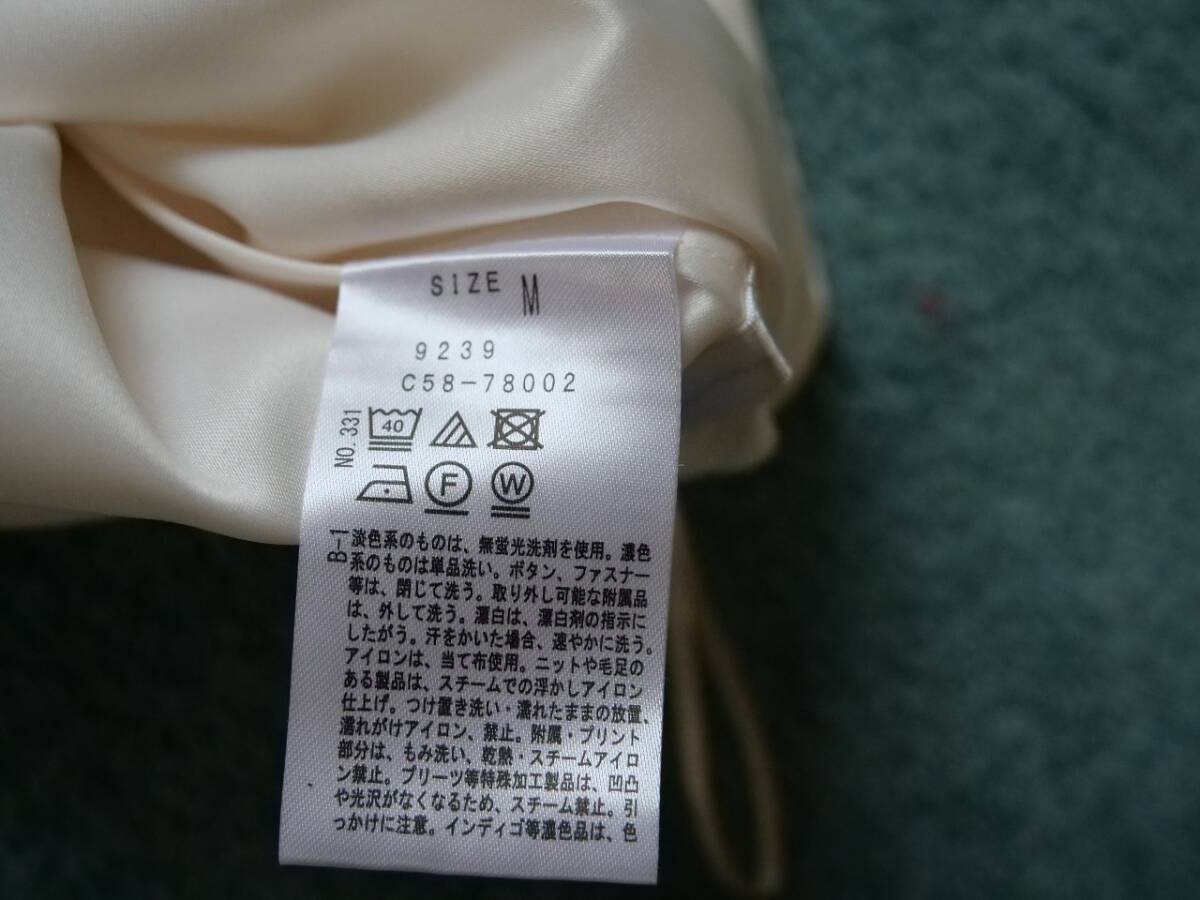 SIZE M
9239
C58-78002
NO.331
40
F W
B-1
淡色系のものは、無蛍光洗剤を使用。濃色
系のものは単品洗い。ボタン、ファスナー
等は、閉じて洗う。取り外し可能な附属品
は、外して洗う。漂白は、漂白剤の指示に
したがう。汗をかいた場合、速やかに洗う。
アイロンは、当て布使用。ニットや毛足の
ある製品は、スチームでの浮かしアイロン
仕上げ。つけ置き洗い・濡れたままの放置、
濡れがけアイロン、禁止。附属・プリント
部分は、もみ洗い、乾熱・スチームアイロ
ン禁止。プリーツ等特殊加工製品は、凹凸
や光沢がなくなるため、スチーム禁止。引
っかけに注意。インディゴ等濃色品は、色